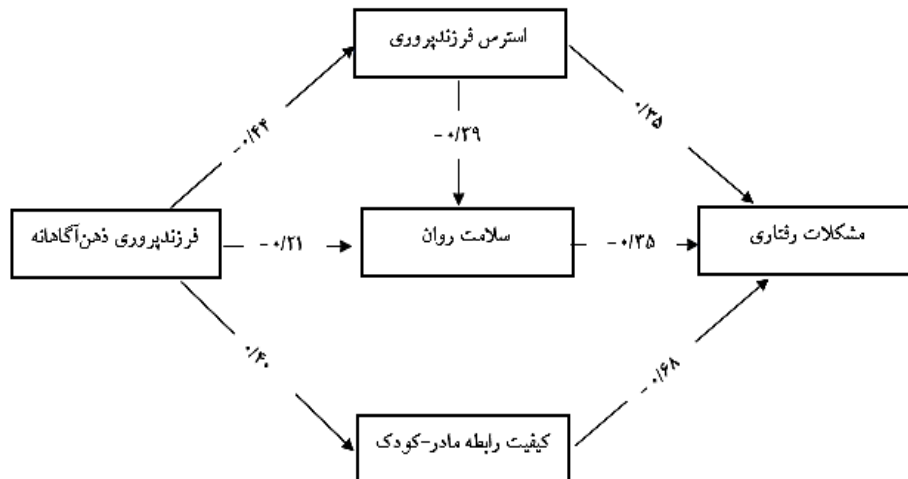 استرس فرزندپروری
-۰/۴۴
۰/۳۵
-۰/۳۹
فرزندپروری ذهن‌آگاهانه
-۰/۲۱
سلامت روان
-۰/۳۵
مشکلات رفتاری
۰/۴۰
-۰/۶۸
کیفیت رابطه مادر-کودک